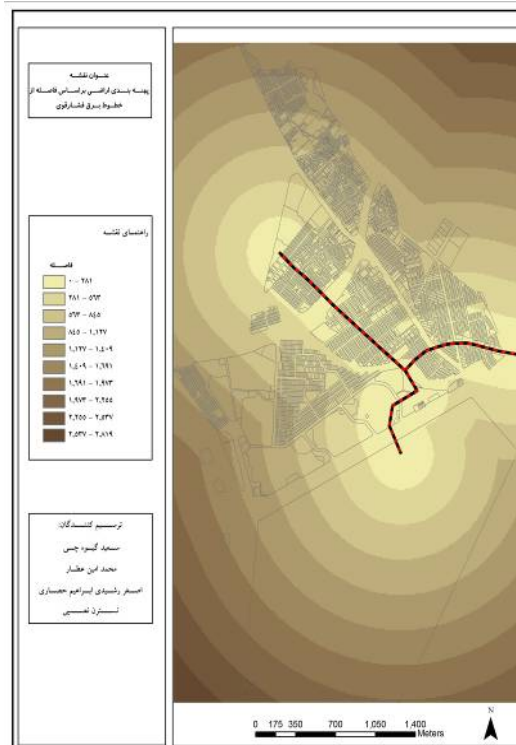 عنوان نقشه
پهنه بندی اراضی براساس فاصله از
خطوط برق فشارقوی
راهنمای نقشه
فاصله
۰ - ۲۸۱
۲۸۱ - ۵۶۳
۵۶۳ - ۸۴۵
۸۴۵ - ۱,۱۲۷
۱,۱۲۷ - ۱,۴۰۹
۱,۴۰۹ - ۱,۶۹۱
۱,۶۹۱ - ۱,۹۷۳
۱,۹۷۳ - ۲,۲۵۵
۲,۲۵۵ - ۲,۵۳۷
۲,۵۳۷ - ۲,۸۱۹
ترسیم کنندگان:
سعید گیوه چی
محمد امین عطار
اصغر رشیدی ابراهیم حصاری
نسترن نصیبی
0 175 350 700 1,050 1,400
Meters
N